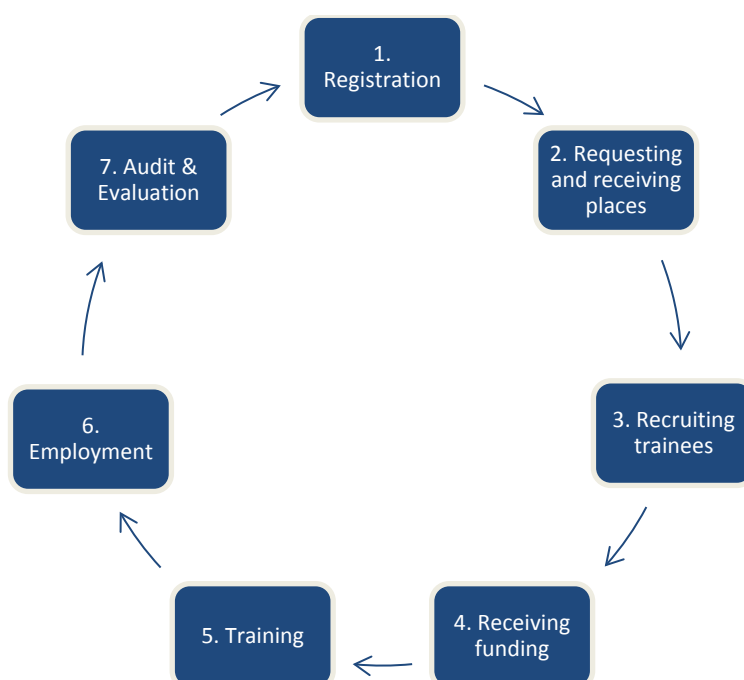 1.
Registration
2. Requesting
and receiving
places
3. Recruiting
trainees
4. Receiving
funding
5. Training
6.
Employment
7. Audit &
Evaluation